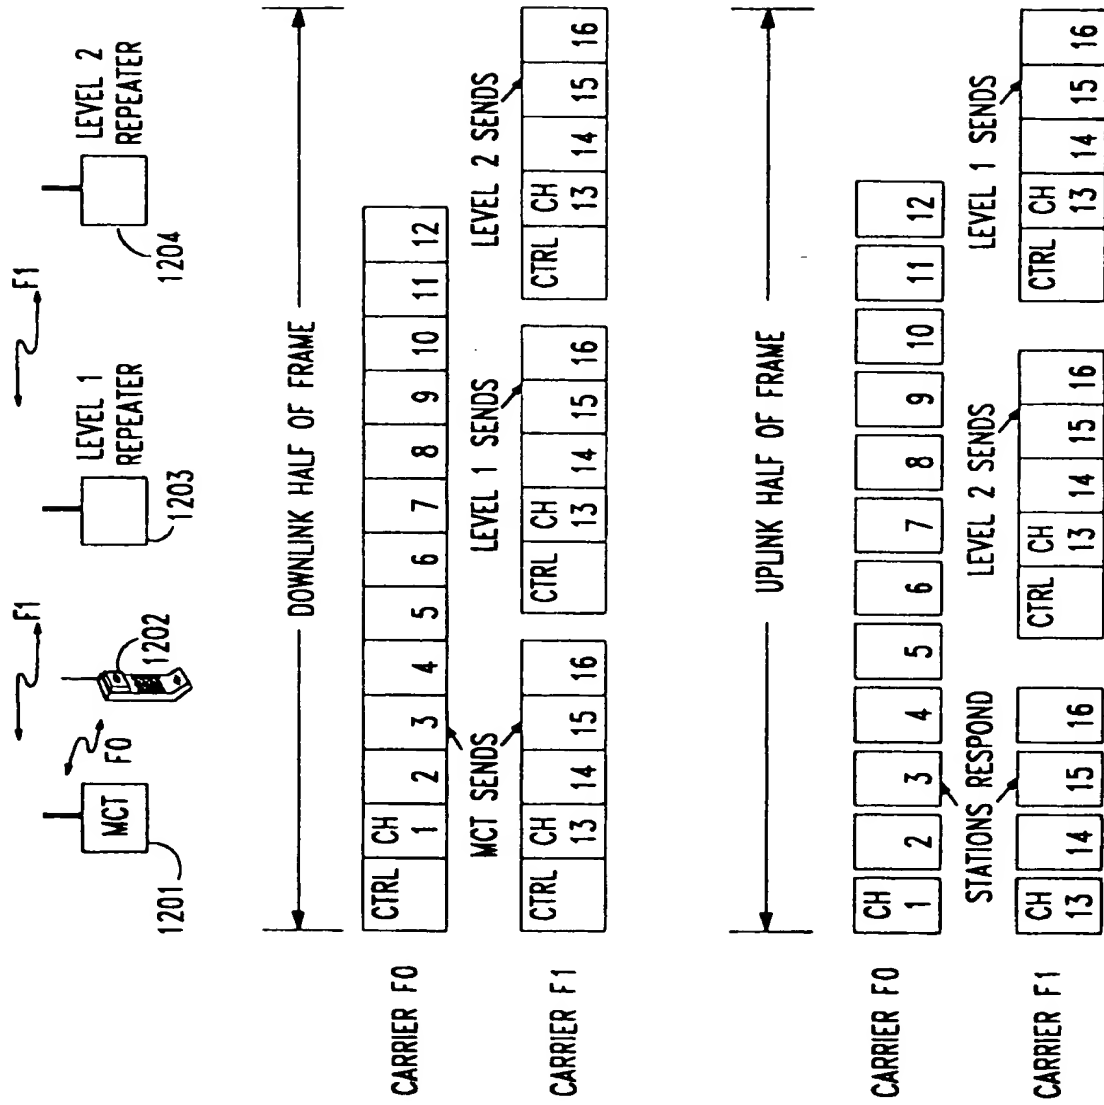 MCT
1201
F0
1202
F1
LEVEL 1
REPEATER
1203
F1
LEVEL 2
REPEATER
1204
DOWNLINK HALF OF FRAME
CARRIER F0
CTRL CH 1 2 3 4 5 6 7 8 9 10 11 12
MCT SENDS LEVEL 1 SENDS LEVEL 2 SENDS
CARRIER F1
CTRL CH 13 14 15 16 CTRL CH 13 14 15 16 CTRL CH 13 14 15 16
UPLINK HALF OF FRAME
CARRIER F0
CH 1 2 3 4 5 6 7 8 9 10 11 12
STATIONS RESPOND LEVEL 2 SENDS LEVEL 1 SENDS
CARRIER F1
CH 13 14 15 16 CTRL CH 13 14 15 16 CTRL CH 13 14 15 16